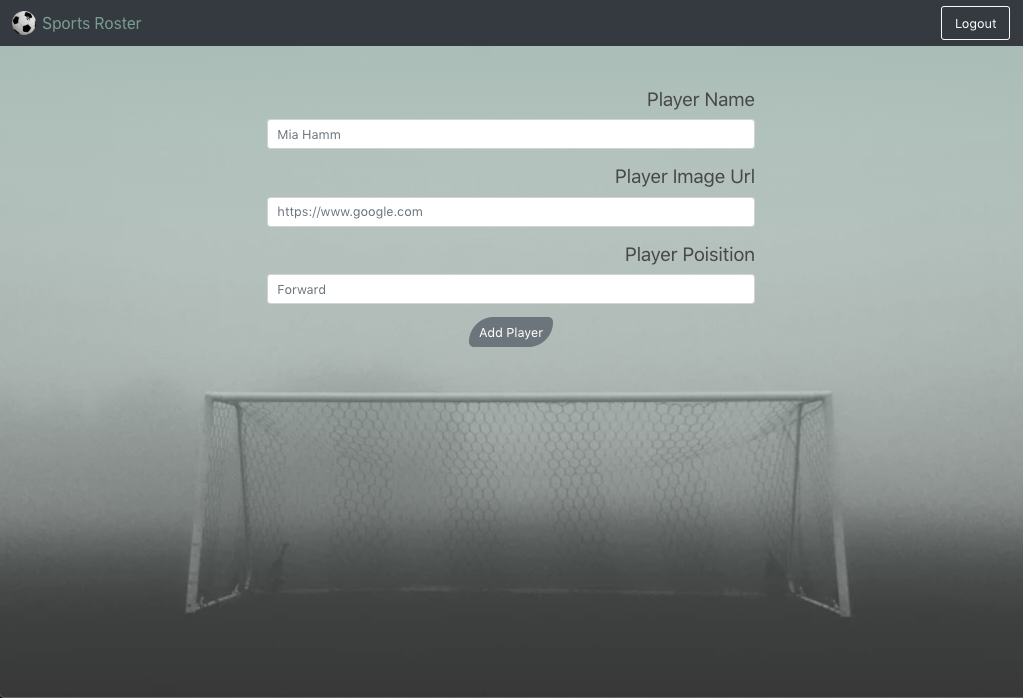 Sports Roster
Logout
Player Name
Mia Hamm
Player Image Url
https://www.google.com
Player Poisition
Forward
Add Player